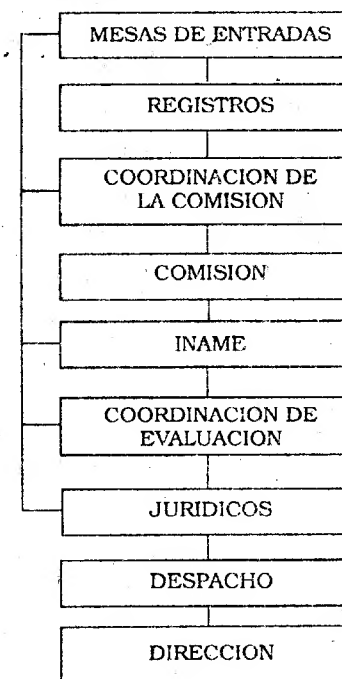 MESAS DE ENTRADAS
REGISTROS
COORDINACION DE
LA COMISION
COMISION
INAME
COORDINACION DE
EVALUACION
JURIDICOS
DESPACHO
DIRECCION